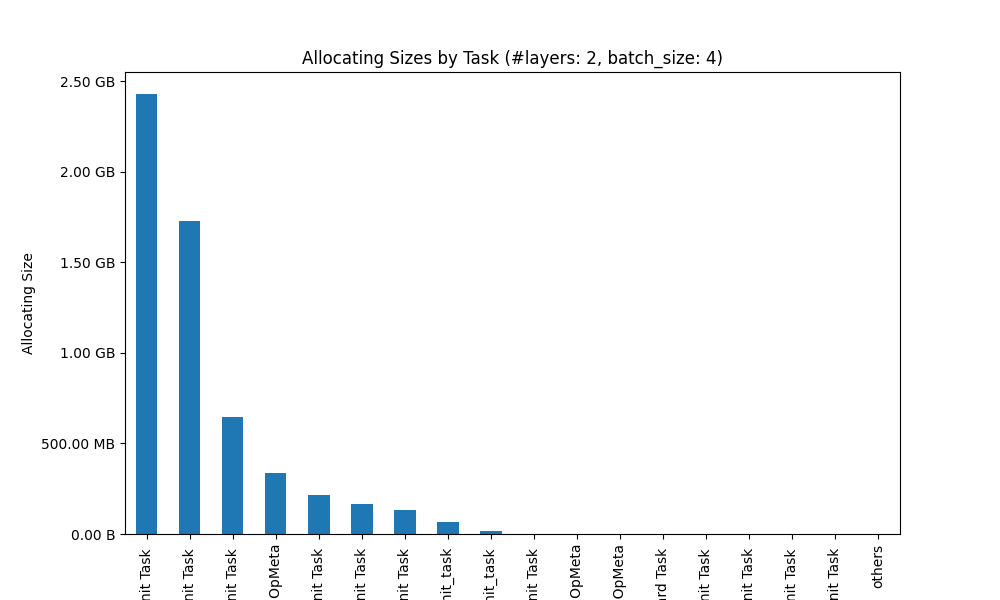 Allocating Sizes by Task (#layers: 2, batch_size: 4)
2.50 GB
2.00 GB
1.50 GB
1.00 GB
500.00 MB
0.00 B
Allocating Size
nit Task
nit Task
nit Task
OpMeta
nit Task
nit Task
nit Task
nit_task
nit_task
nit Task
OpMeta
OpMeta
rd Task
nit Task
nit Task
nit Task
nit Task
others